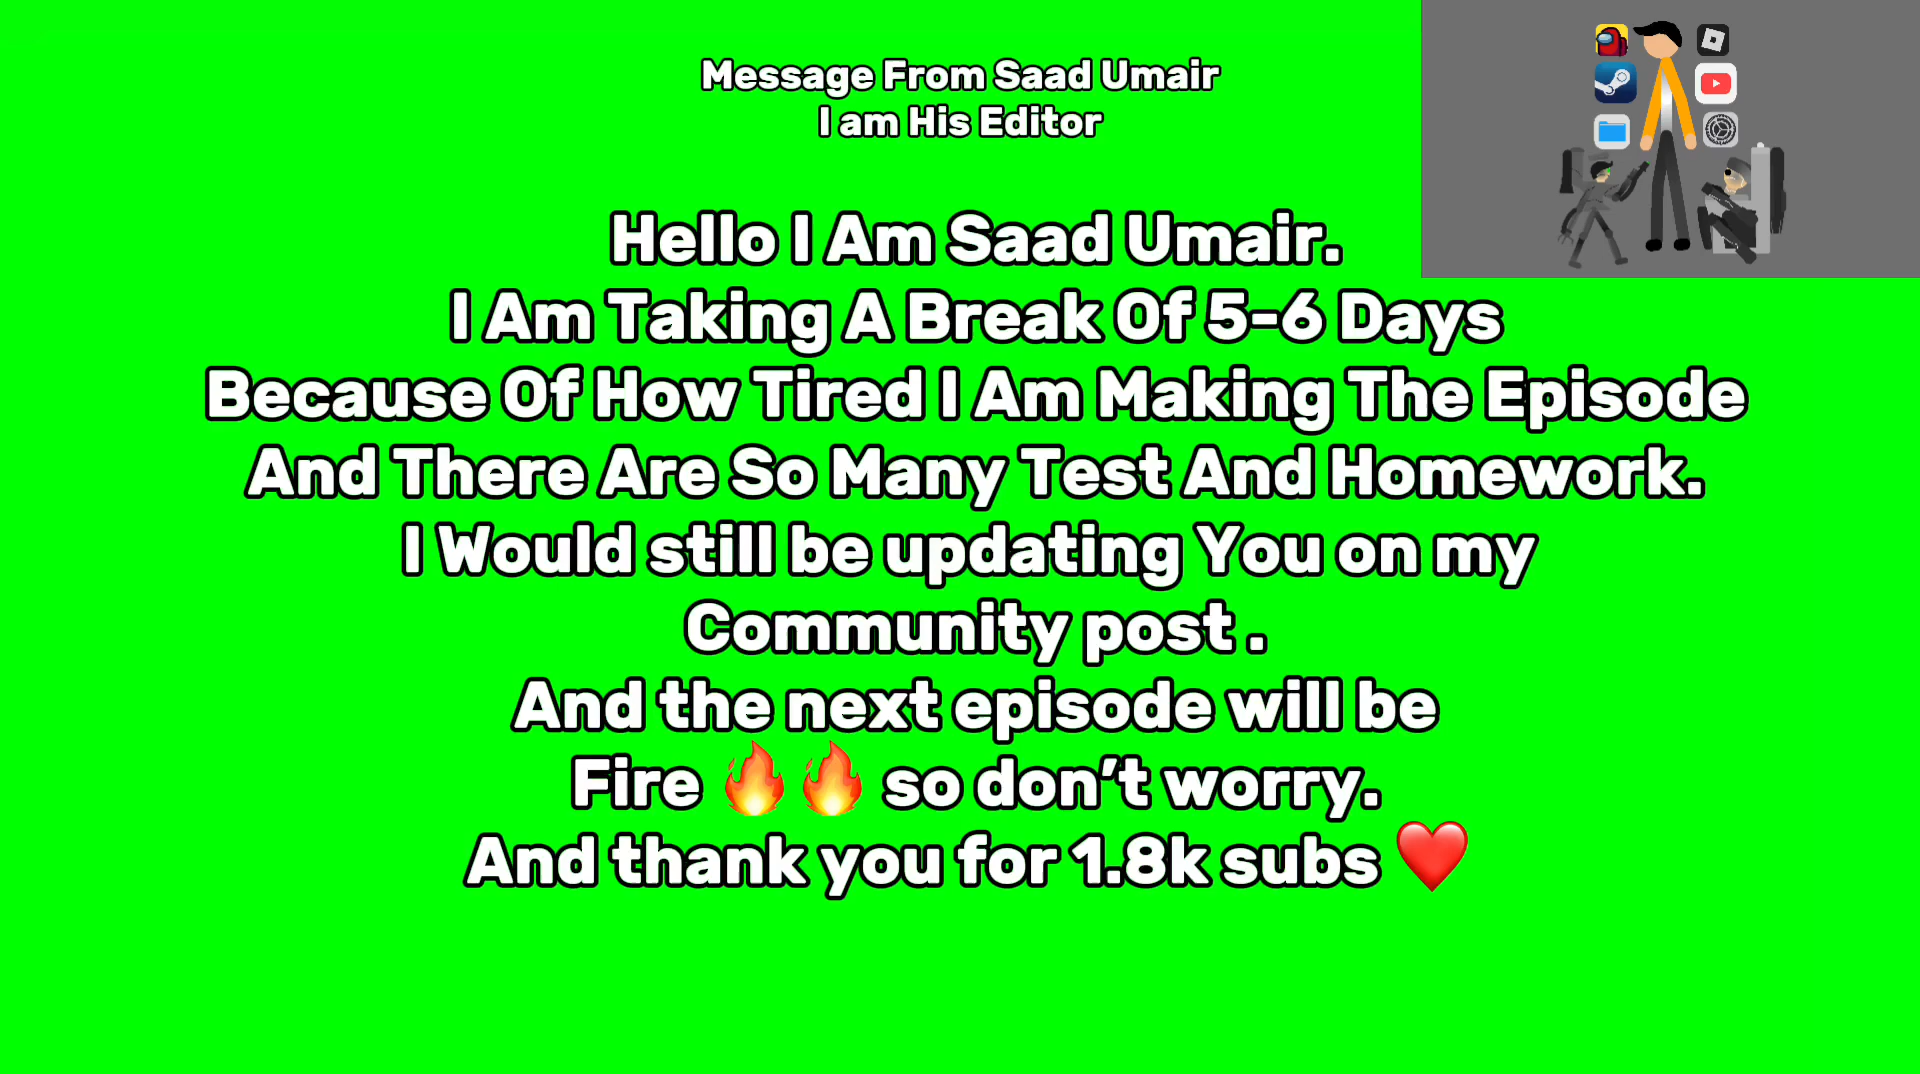 Message From Saad Umair
I am His Editor
Hello I Am Saad Umair.
I Am Taking A Break Of 5-6 Days
Because Of How Tired I Am Making The Episode
And There Are So Many Test And Homework.
I Would still be updating You on my
Community post .
And the next episode will be
Fire 🔥🔥 so don’t worry.
And thank you for 1.8k subs ❤️